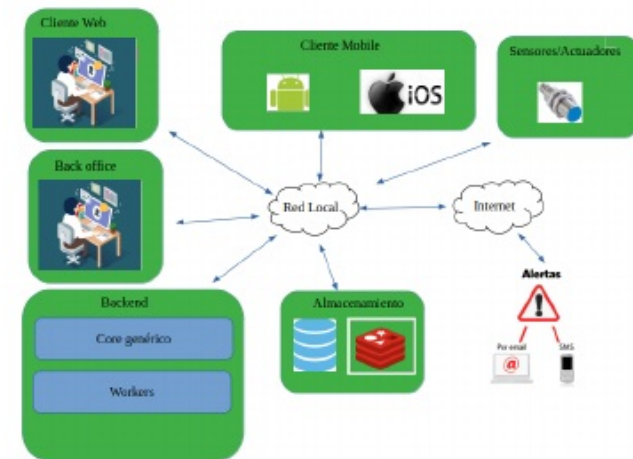 Cliente Web
Cliente Mobile
iOS
Sensores/Actuadores
Back office
Red Local
Internet
Backend
Core genérico
Workers
Almacenamiento
Alertas
Por email
SMS
@